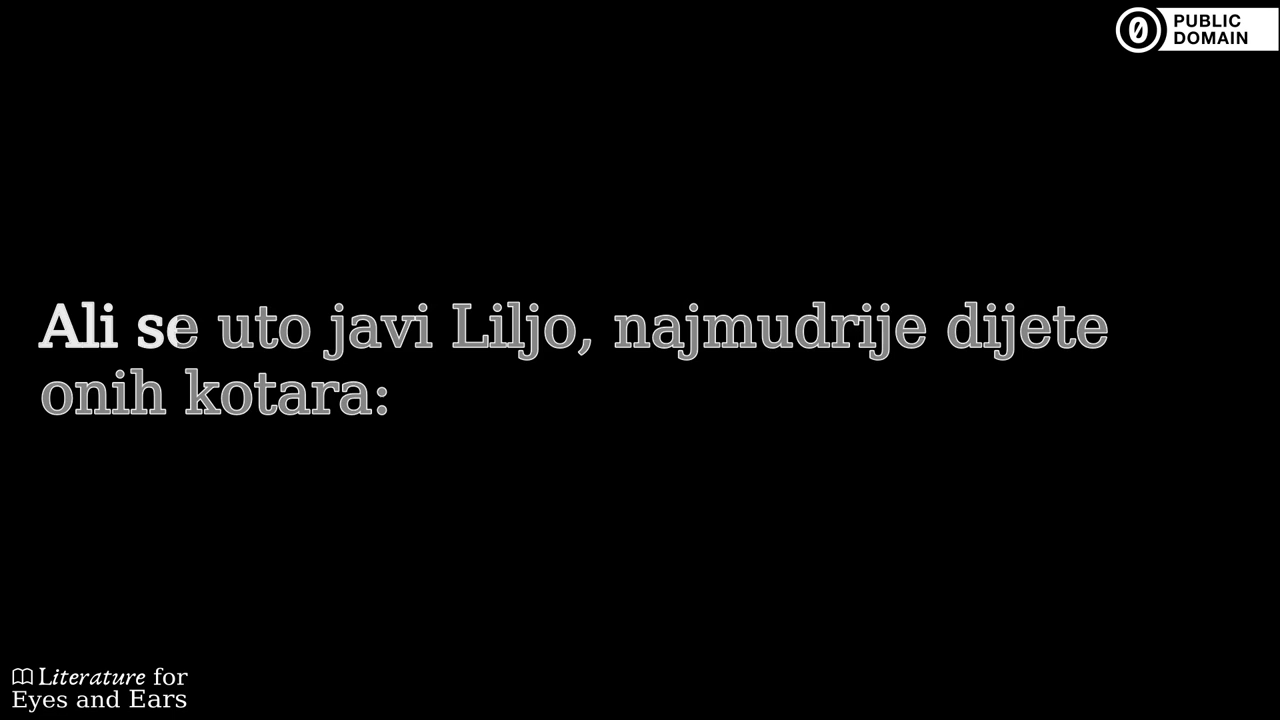 PUBLIC
DOMAIN
Ali se uto javi Liljo, najmudrije dijete
onih kotara:
Literature for
Eyes and Ears